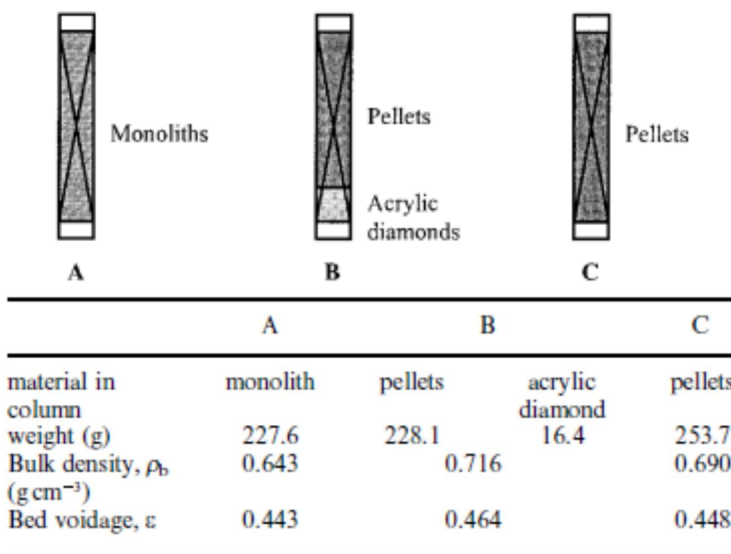 Monoliths
Pellets
Acrylic
diamonds
Pellets
A B C
A B C
material in monolith pellets acrylic pellets
column diamond
weight (g) 227.6 228.1 16.4 253.7
Bulk density, ρb 0.643 0.716 0.690
(g cm⁻³)
Bed voidage, ε 0.443 0.464 0.448